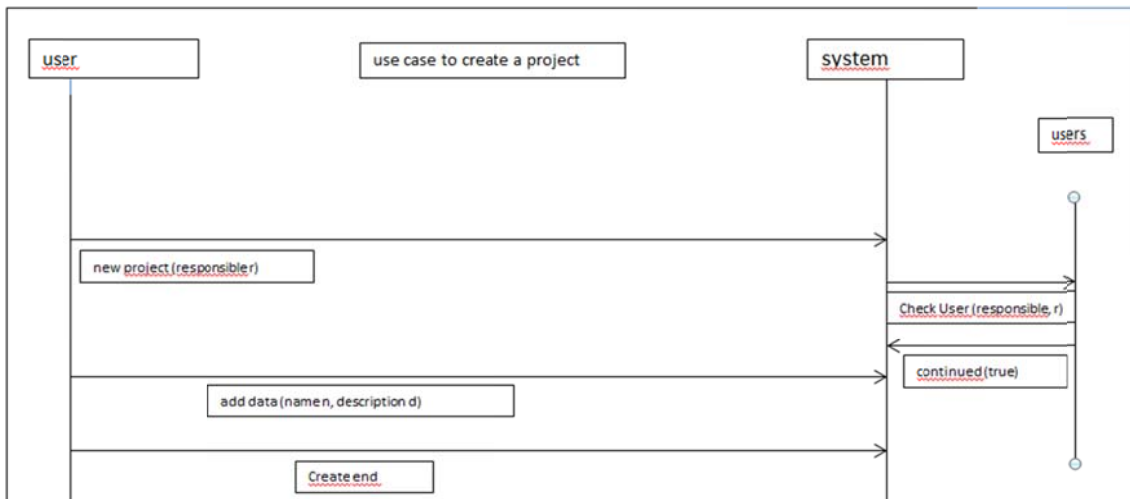 user
use case to create a project
system
users
new project (responsible r)
Check User (responsible, r)
continued (true)
add data (name n, description d)
Create end